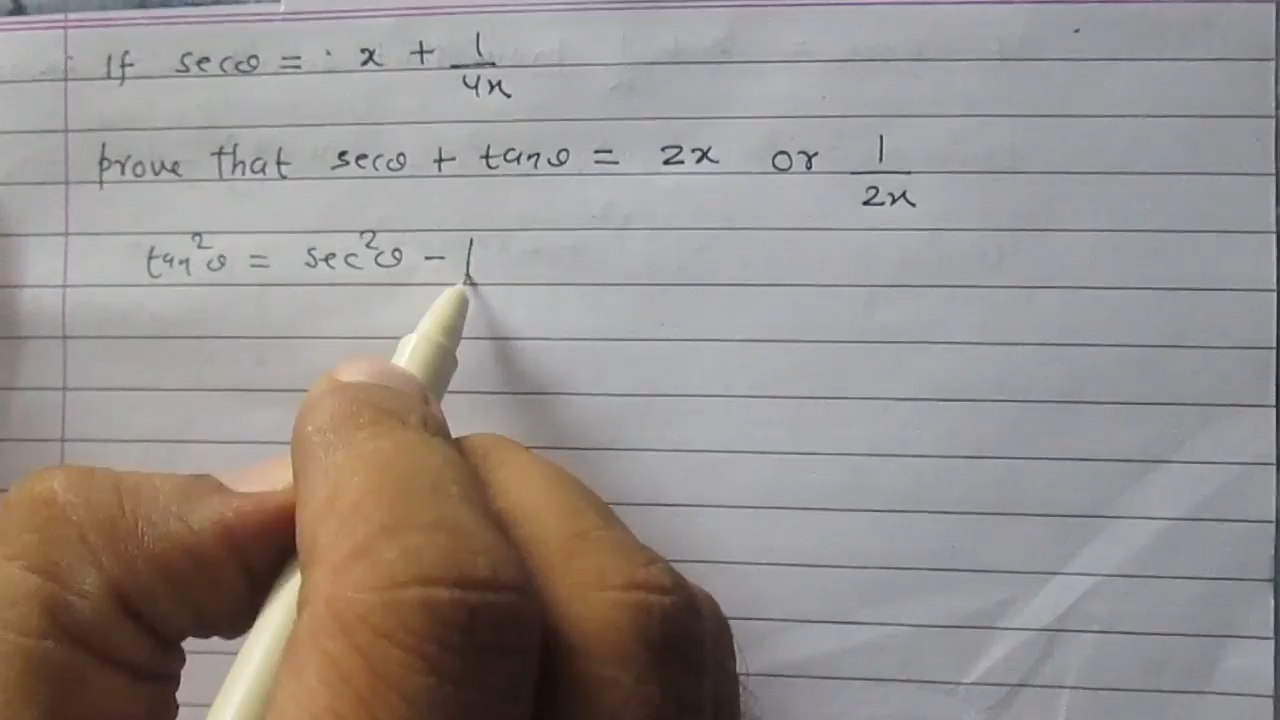 If secθ = x + 1/4x
prove that secθ + tanθ = 2x or 1/2x
tan²θ = sec²θ - 1